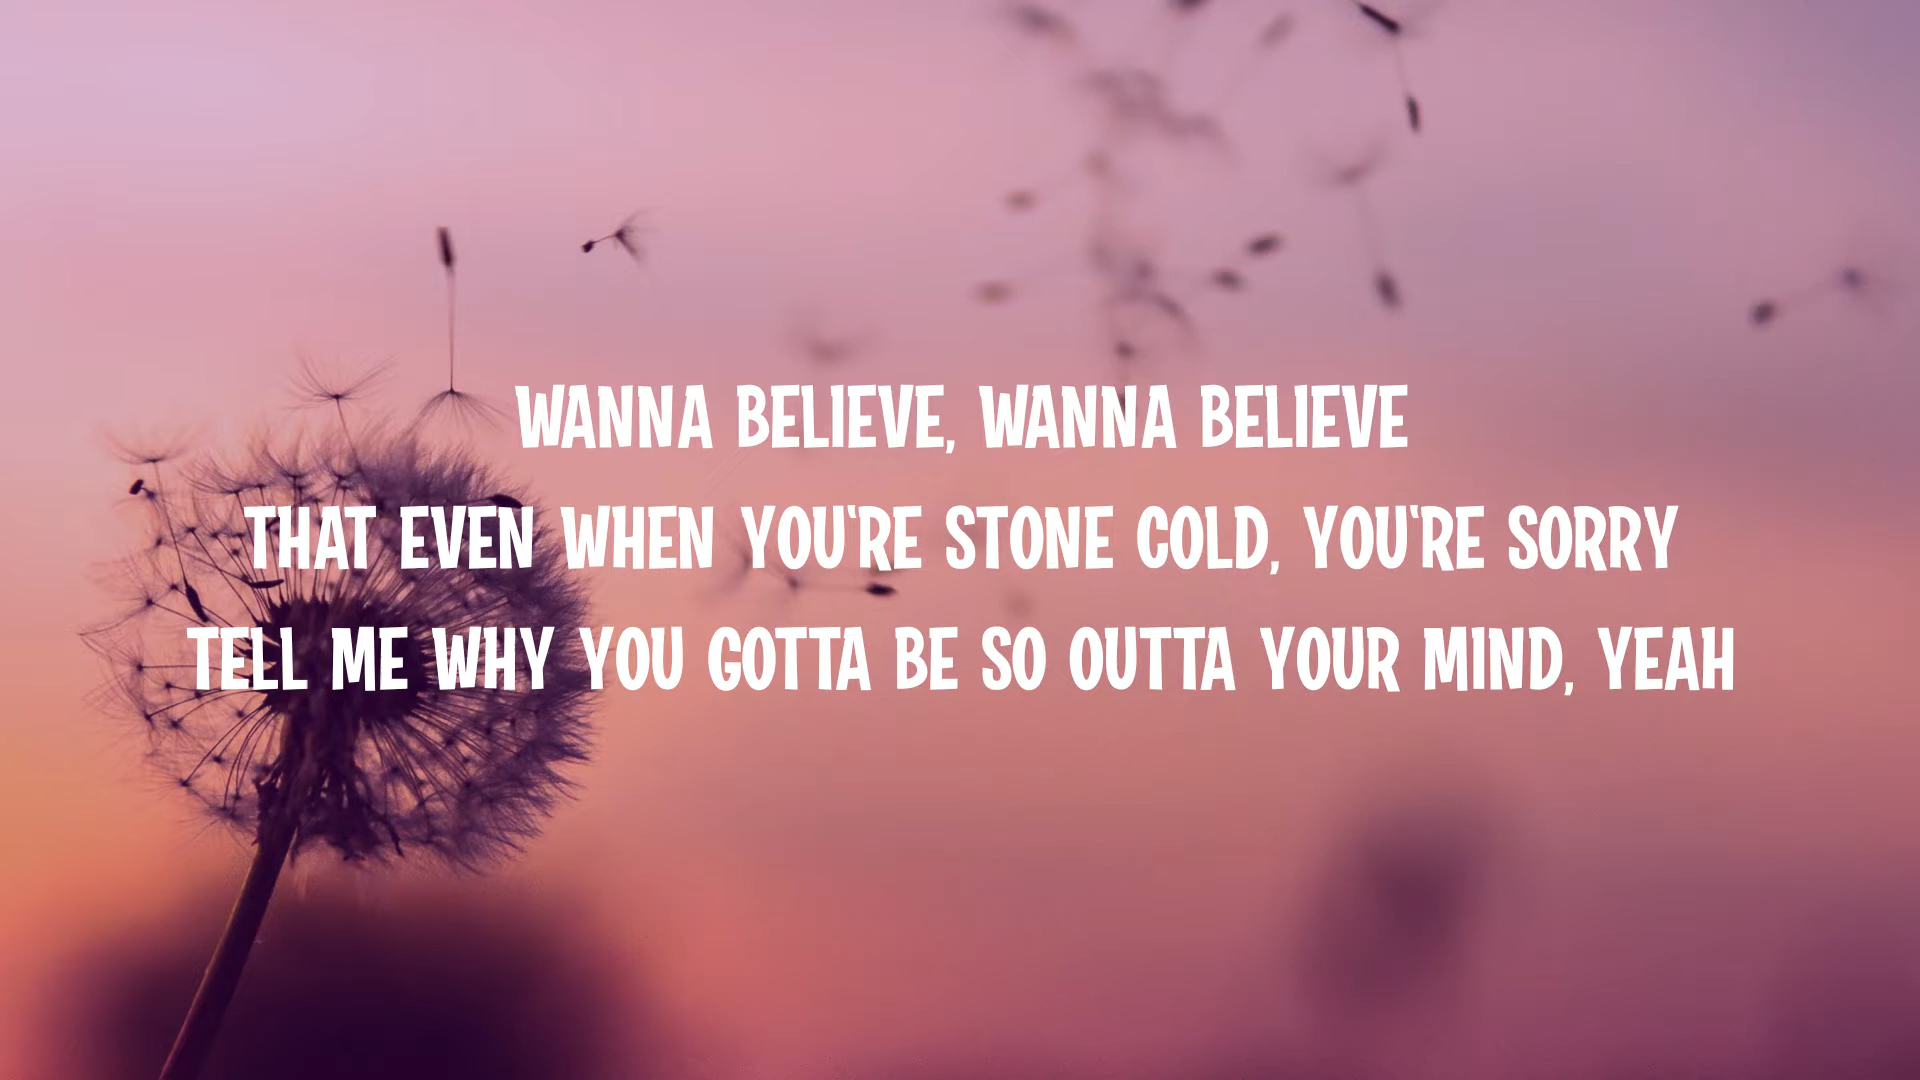 WANNA BELIEVE, WANNA BELIEVE
THAT EVEN WHEN YOU'RE STONE COLD, YOU'RE SORRY
TELL ME WHY YOU GOTTA BE SO OUTTA YOUR MIND, YEAH